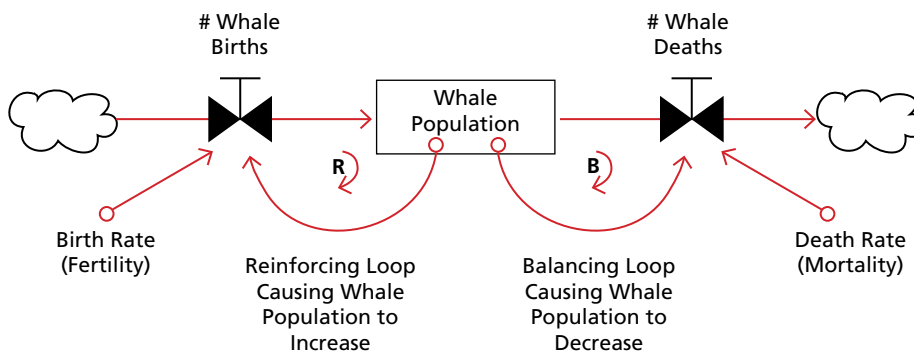 # Whale
Births
# Whale
Deaths
Whale
Population
R
B
Birth Rate
(Fertility)
Reinforcing Loop
Causing Whale
Population to
Increase
Balancing Loop
Causing Whale
Population to
Decrease
Death Rate
(Mortality)